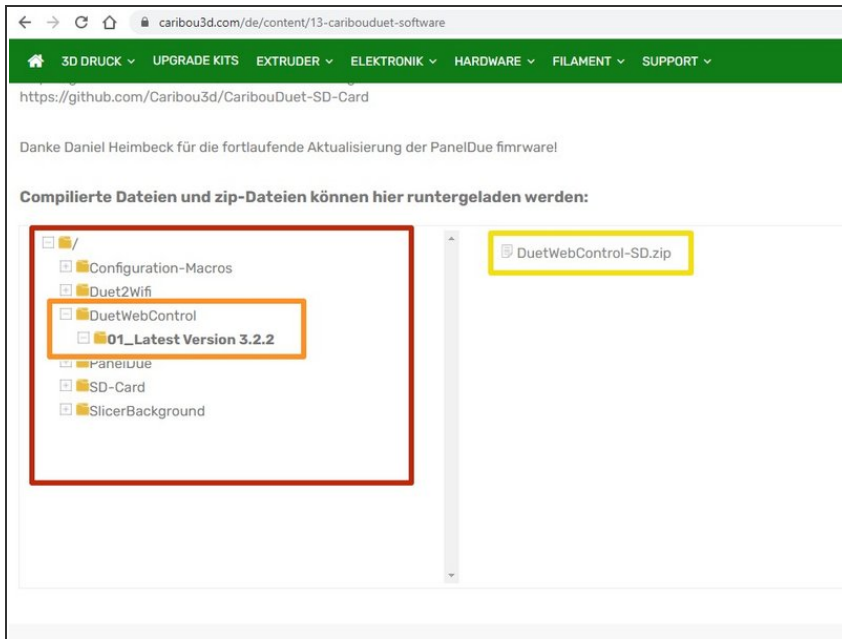 caribou3d.com/de/content/13-caribouduet-software
3D DRUCK UPGRADE KITS EXTRUDER ELEKTRONIK HARDWARE FILAMENT SUPPORT
https://github.com/Caribou3d/CaribouDuet-SD-Card
Danke Daniel Heimbeck für die fortlaufende Aktualisierung der PanelDue fimrware!
Compilierte Dateien und zip-Dateien können hier runtergeladen werden:
/
Configuration-Macros
Duet2Wifi
DuetWebControl
01_Latest Version 3.2.2
PanelDue
SD-Card
SlicerBackground
DuetWebControl-SD.zip